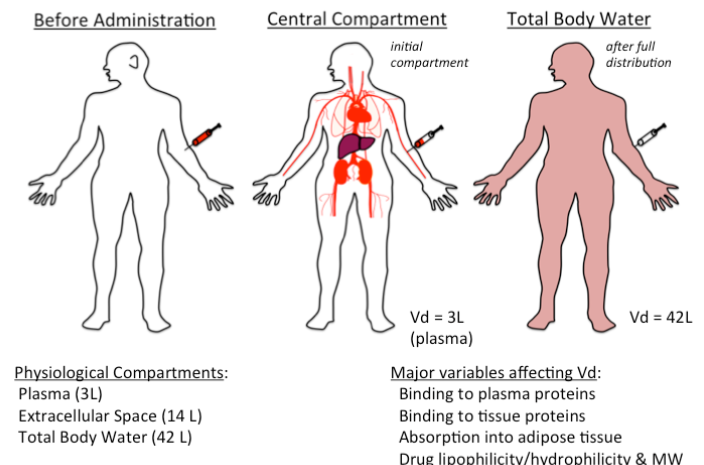 Before Administration
Central Compartment
Total Body Water
initial
compartment
after full
distribution
Vd = 3L
(plasma)
Vd = 42L
Physiological Compartments:
Plasma (3L)
Extracellular Space (14 L)
Total Body Water (42 L)
Major variables affecting Vd:
Binding to plasma proteins
Binding to tissue proteins
Absorption into adipose tissue
Drug lipophilicity/hydrophilicity & MW